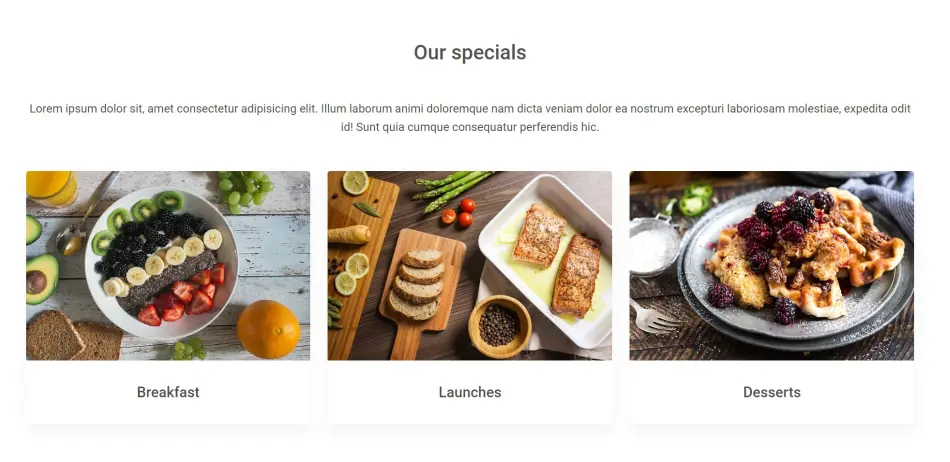 Our specials
Lorem ipsum dolor sit, amet consectetur adipisicing elit. Illum laborum animi doloremque nam dicta veniam dolor ea nostrum excepturi laboriosam molestiae, expedita odit
id! Sunt quia cumque consequatur perferendis hic.
Breakfast
Launches
Desserts